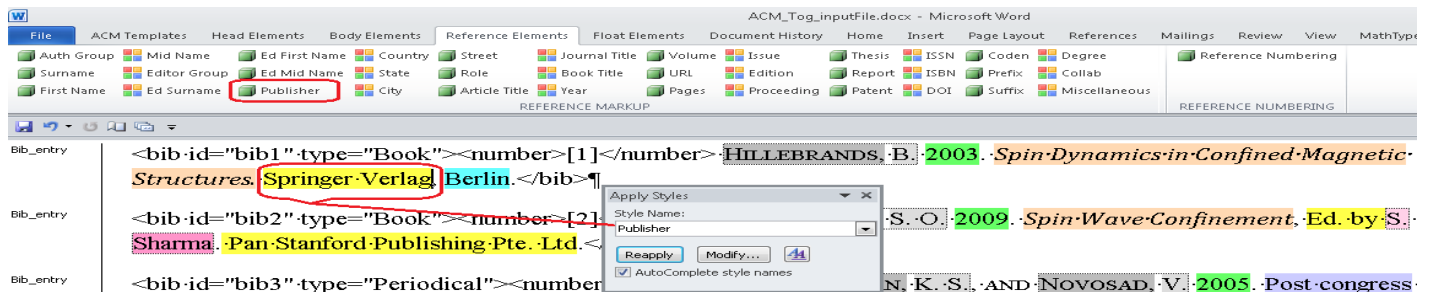 W ACM_Tog_inputFile.docx - Microsoft Word
File ACM Templates Head Elements Body Elements Reference Elements Float Elements Document History Home Insert Page Layout References Mailings Review View MathType
Auth Group Mid Name Ed First Name Country Street Journal Title Volume Issue Thesis ISSN Coden Degree Reference Numbering
Surname Editor Group Ed Mid Name State Role Book Title URL Edition Report ISBN Prefix Collab
First Name Ed Surname Publisher City Article Title Year Pages Proceeding Patent DOI Suffix Miscellaneous
REFERENCE MARKUP REFERENCE NUMBERING
Bib_entry <bib·id="bib1"·type="Book"><number>[1]</number>·HILLEBRANDS,·B.·2003.·Spin·Dynamics·in·Confined·Magnetic·
Structures.·Springer·Verlag,·Berlin.</bib>¶
Apply Styles
Bib_entry <bib·id="bib2"·type="Book"><number>[2]< Style Name: ·S.·O.·2009.·Spin·Wave·Confinement,·Ed.·by·S.·
Publisher
Sharma.·Pan·Stanford·Publishing·Pte.·Ltd.<
Reapply Modify...
AutoComplete style names
Bib_entry <bib·id="bib3"·type="Periodical"><number N,·K.·S.,·AND·NOVOSAD,·V.·2005.·Post·congress·